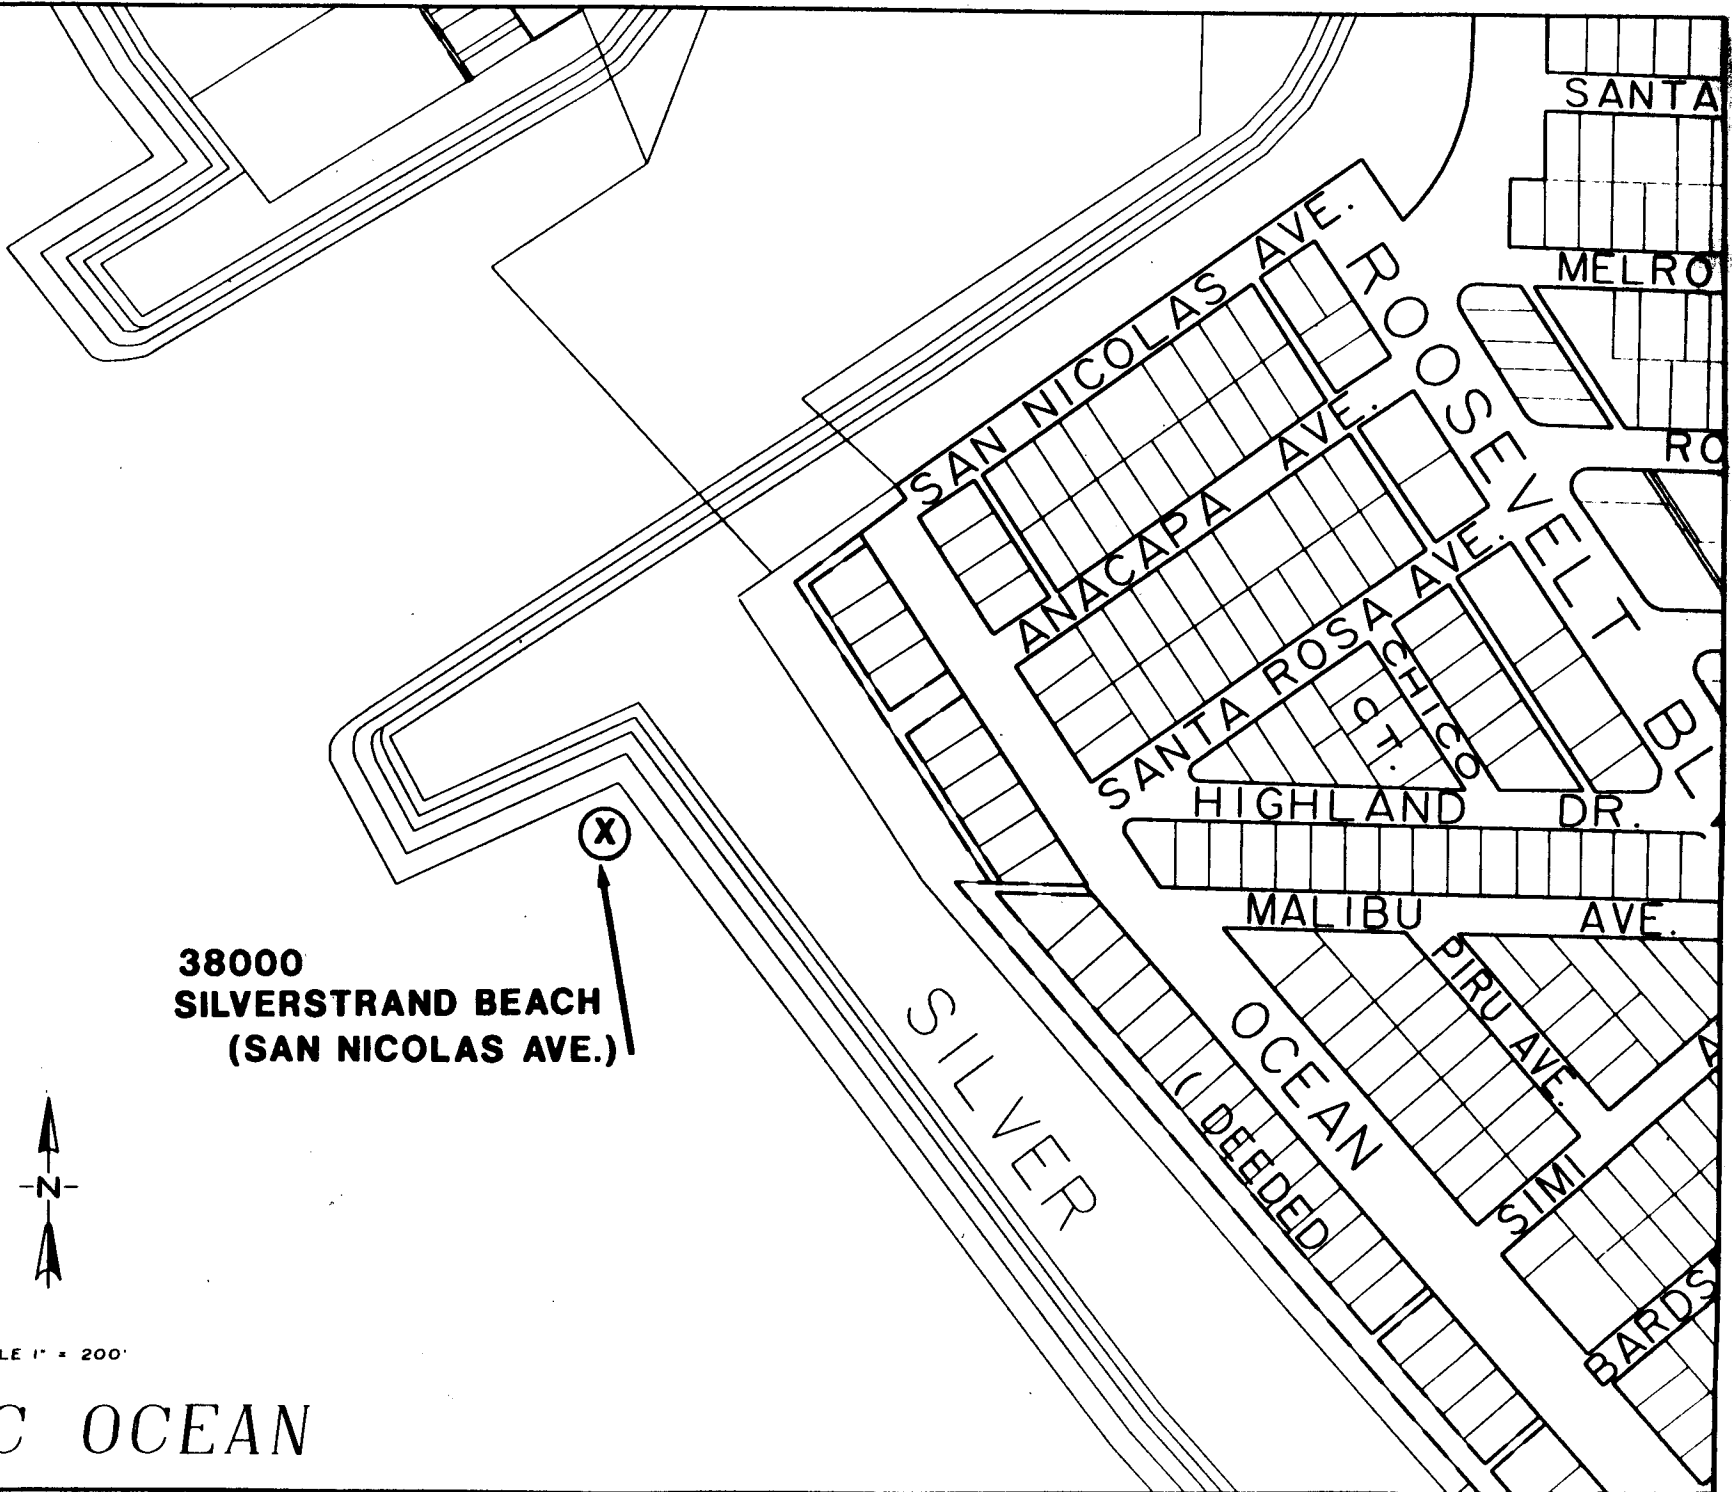 SANTA
MELRO
SAN NICOLAS AVE.
ROOSEVELT BL
RO
ANACAPA AVE.
SANTA ROSA AVE.
CHICO
CT.
HIGHLAND DR.
MALIBU AVE.
PIRU AVE.
X
38000
SILVERSTRAND BEACH
(SAN NICOLAS AVE.)
SILVER
OCEAN
(DEEDED
SIMI
BARDS
-N-
LE 1" = 200'
C OCEAN